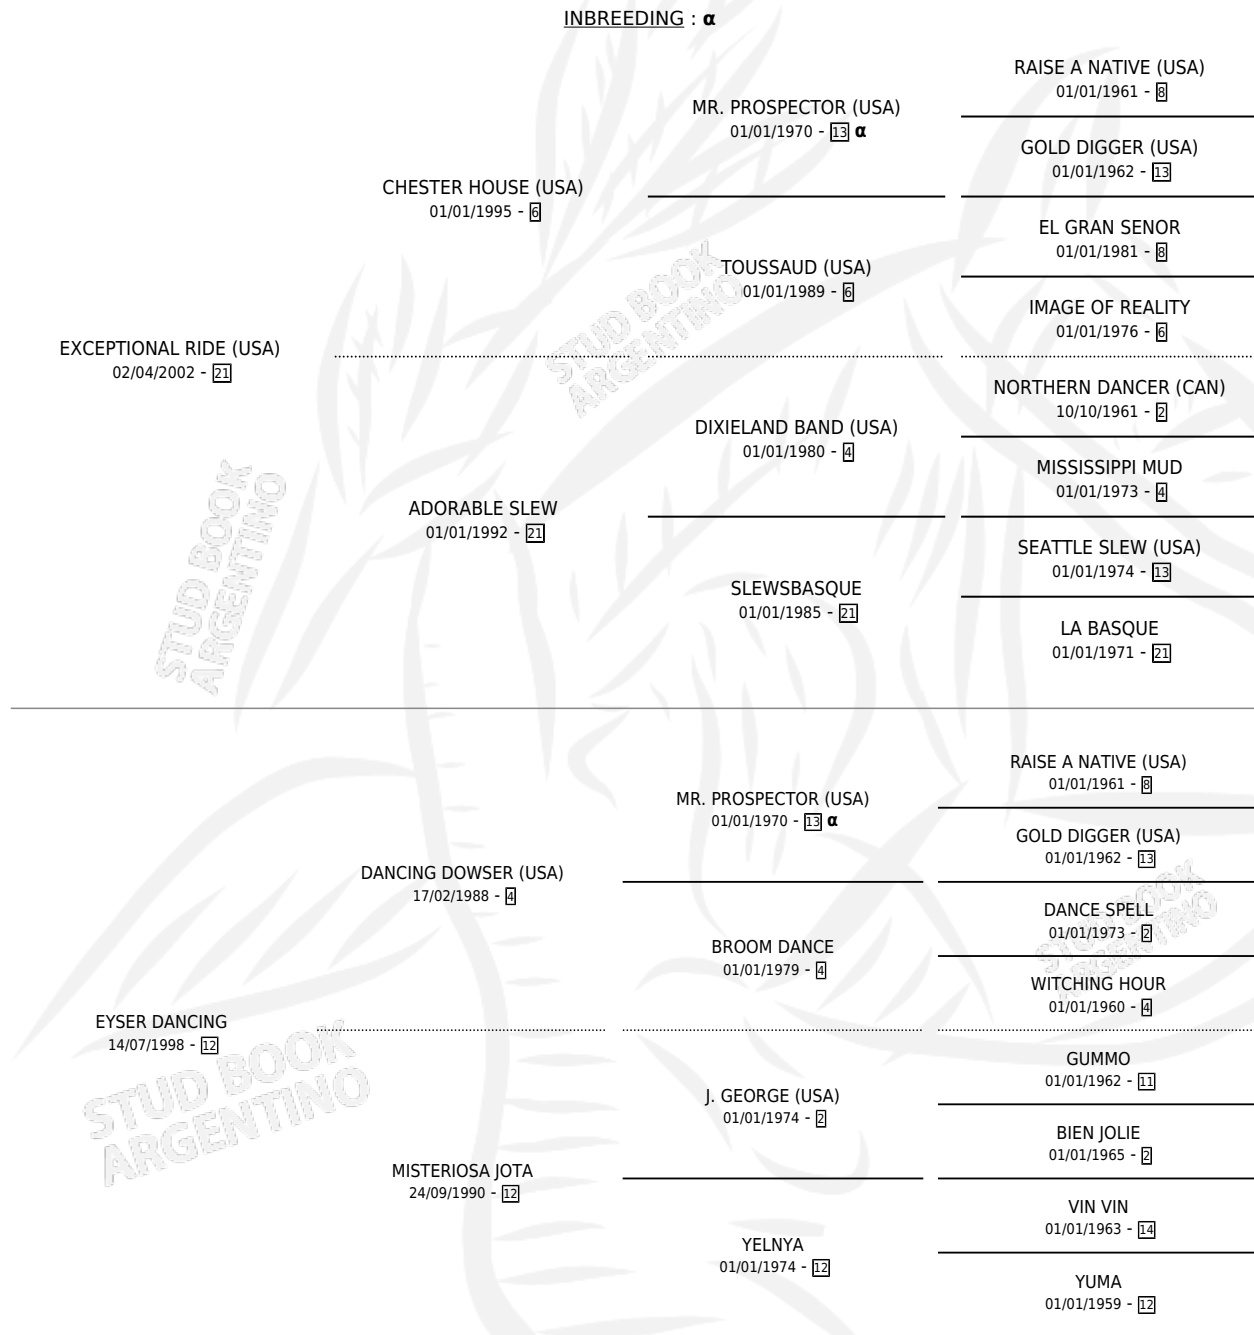 INBREEDING : α
RAISE A NATIVE (USA)
01/01/1961 - 8
MR. PROSPECTOR (USA)
01/01/1970 - 13 α
GOLD DIGGER (USA)
01/01/1962 - 13
CHESTER HOUSE (USA)
01/01/1995 - 6
EL GRAN SENOR
01/01/1981 - 8
TOUSSAUD (USA)
01/01/1989 - 6
IMAGE OF REALITY
01/01/1976 - 6
EXCEPTIONAL RIDE (USA)
02/04/2002 - 21
NORTHERN DANCER (CAN)
10/10/1961 - 2
DIXIELAND BAND (USA)
01/01/1980 - 4
MISSISSIPPI MUD
01/01/1973 - 4
ADORABLE SLEW
01/01/1992 - 21
SEATTLE SLEW (USA)
01/01/1974 - 13
SLEWSBASQUE
01/01/1985 - 21
LA BASQUE
01/01/1971 - 21
RAISE A NATIVE (USA)
01/01/1961 - 8
MR. PROSPECTOR (USA)
01/01/1970 - 13 α
GOLD DIGGER (USA)
01/01/1962 - 13
DANCING DOWSER (USA)
17/02/1988 - 4
DANCE SPELL
01/01/1973 - 2
BROOM DANCE
01/01/1979 - 4
WITCHING HOUR
01/01/1960 - 4
EYSER DANCING
14/07/1998 - 12
GUMMO
01/01/1962 - 11
J. GEORGE (USA)
01/01/1974 - 2
BIEN JOLIE
01/01/1965 - 2
MISTERIOSA JOTA
24/09/1990 - 12
VIN VIN
01/01/1963 - 14
YELNYA
01/01/1974 - 12
YUMA
01/01/1959 - 12
STUD BOOK
ARGENTINO
STUD BOOK
ARGENTINO
STUD BOOK
ARGENTINO
STUD BOOK
ARGENTINO